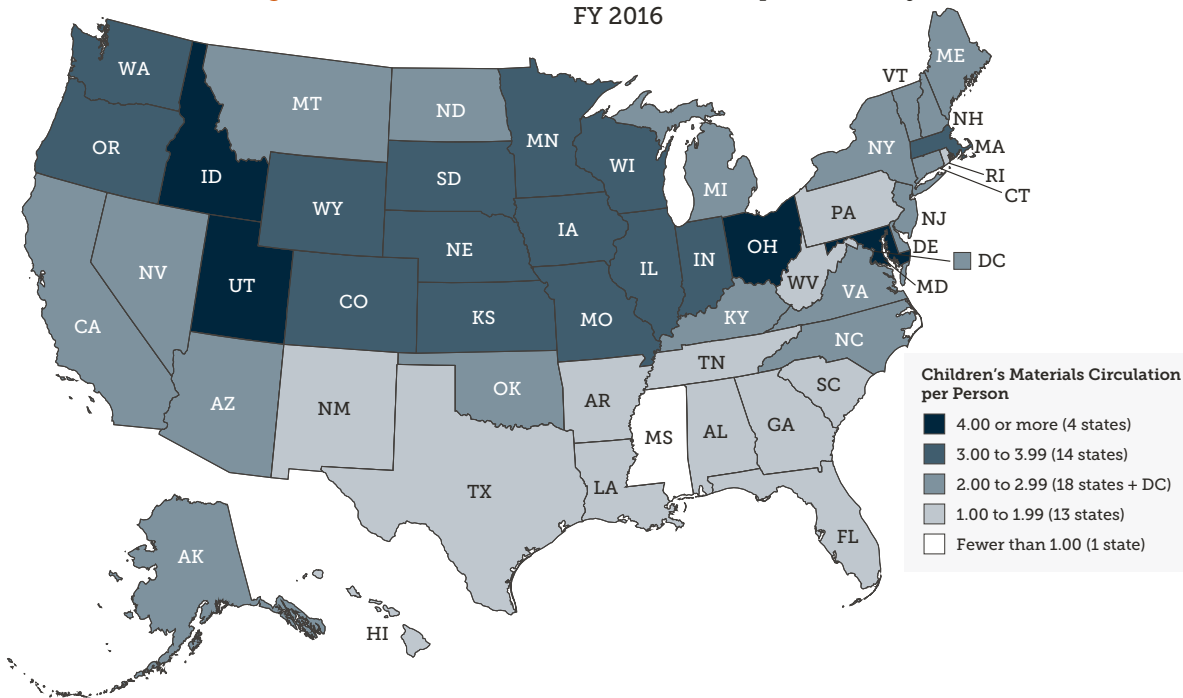 FY 2016
WA
MT
ND
MN
VT
ME
NH
MA
RI
CT
OR
ID
WY
SD
WI
MI
NY
PA
NJ
DE
DC
MD
NV
UT
CO
NE
IA
IL
IN
OH
WV
VA
CA
KS
MO
KY
NC
AZ
NM
OK
AR
TN
SC
MS
AL
GA
TX
LA
FL
AK
HI
Children's Materials Circulation
per Person
4.00 or more (4 states)
3.00 to 3.99 (14 states)
2.00 to 2.99 (18 states + DC)
1.00 to 1.99 (13 states)
Fewer than 1.00 (1 state)